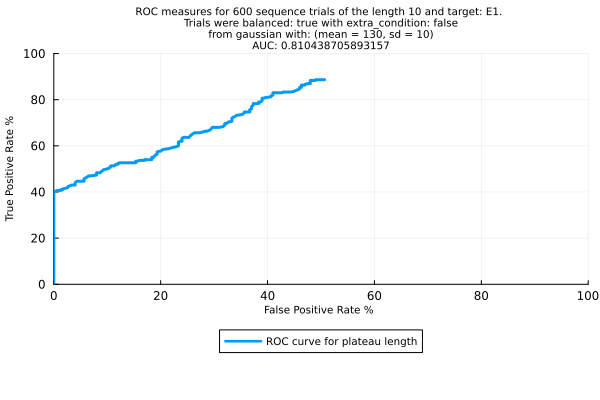 ROC measures for 600 sequence trials of the length 10 and target: E1.
Trials were balanced: true with extra_condition: false
from gaussian with: (mean = 130, sd = 10)
AUC: 0.810438705893157
100
80
60
40
20
0
True Positive Rate %
0 20 40 60 80 100
False Positive Rate %
ROC curve for plateau length